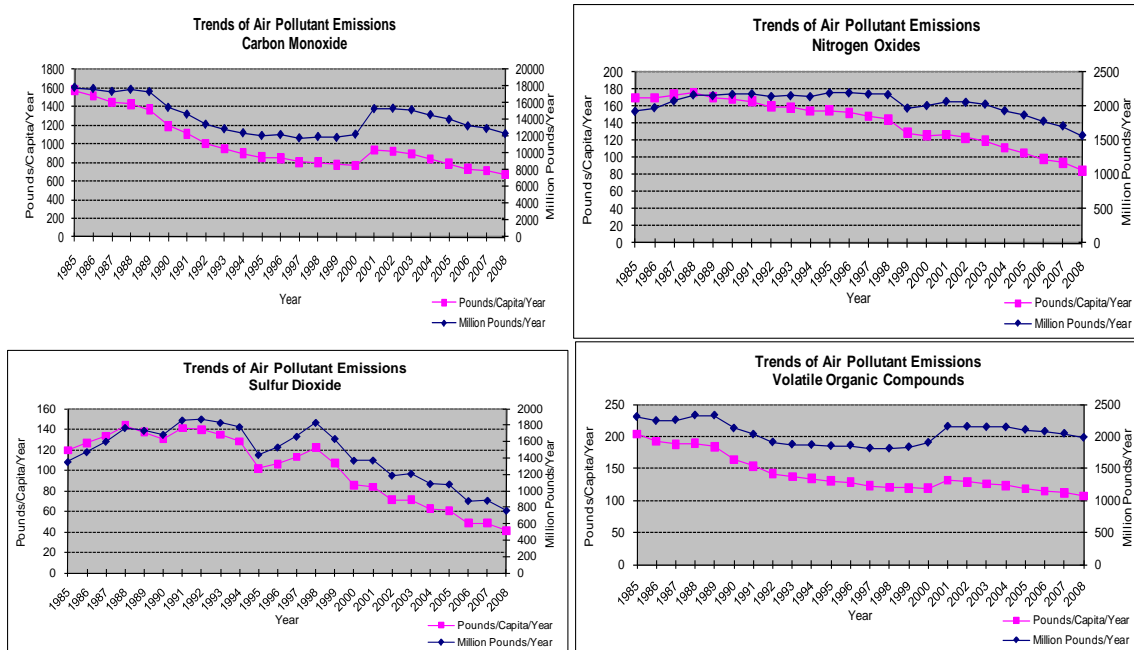 Trends of Air Pollutant Emissions
Carbon Monoxide
Pounds/Capita/Year
1800
1600
1400
1200
1000
800
600
400
200
0
20000
18000
16000
14000
12000
10000
8000
6000
4000
2000
0
Million Pounds/Year
1985 1986 1987 1988 1989 1990 1991 1992 1993 1994 1995 1996 1997 1998 1999 2000 2001 2002 2003 2004 2005 2006 2007 2008
Year
Pounds/Capita/Year
Million Pounds/Year
Trends of Air Pollutant Emissions
Nitrogen Oxides
Pounds/Capita/Year
200
180
160
140
120
100
80
60
40
20
0
2500
2000
1500
1000
500
0
Million Pounds/Year
1985 1986 1987 1988 1989 1990 1991 1992 1993 1994 1995 1996 1997 1998 1999 2000 2001 2002 2003 2004 2005 2006 2007 2008
Year
Pounds/Capita/Year
Million Pounds/Year
Trends of Air Pollutant Emissions
Sulfur Dioxide
Pounds/Capita/Year
160
140
120
100
80
60
40
20
0
2000
1800
1600
1400
1200
1000
800
600
400
200
0
Million Pounds/Year
1985 1986 1987 1988 1989 1990 1991 1992 1993 1994 1995 1996 1997 1998 1999 2000 2001 2002 2003 2004 2005 2006 2007 2008
Year
Pounds/Capita/Year
Million Pounds/Year
Trends of Air Pollutant Emissions
Volatile Organic Compounds
Pounds/Capita/Year
250
200
150
100
50
0
2500
2000
1500
1000
500
0
Million Pounds/Year
1985 1986 1987 1988 1989 1990 1991 1992 1993 1994 1995 1996 1997 1998 1999 2000 2001 2002 2003 2004 2005 2006 2007 2008
Year
Pounds/Capita/Year
Million Pounds/Year